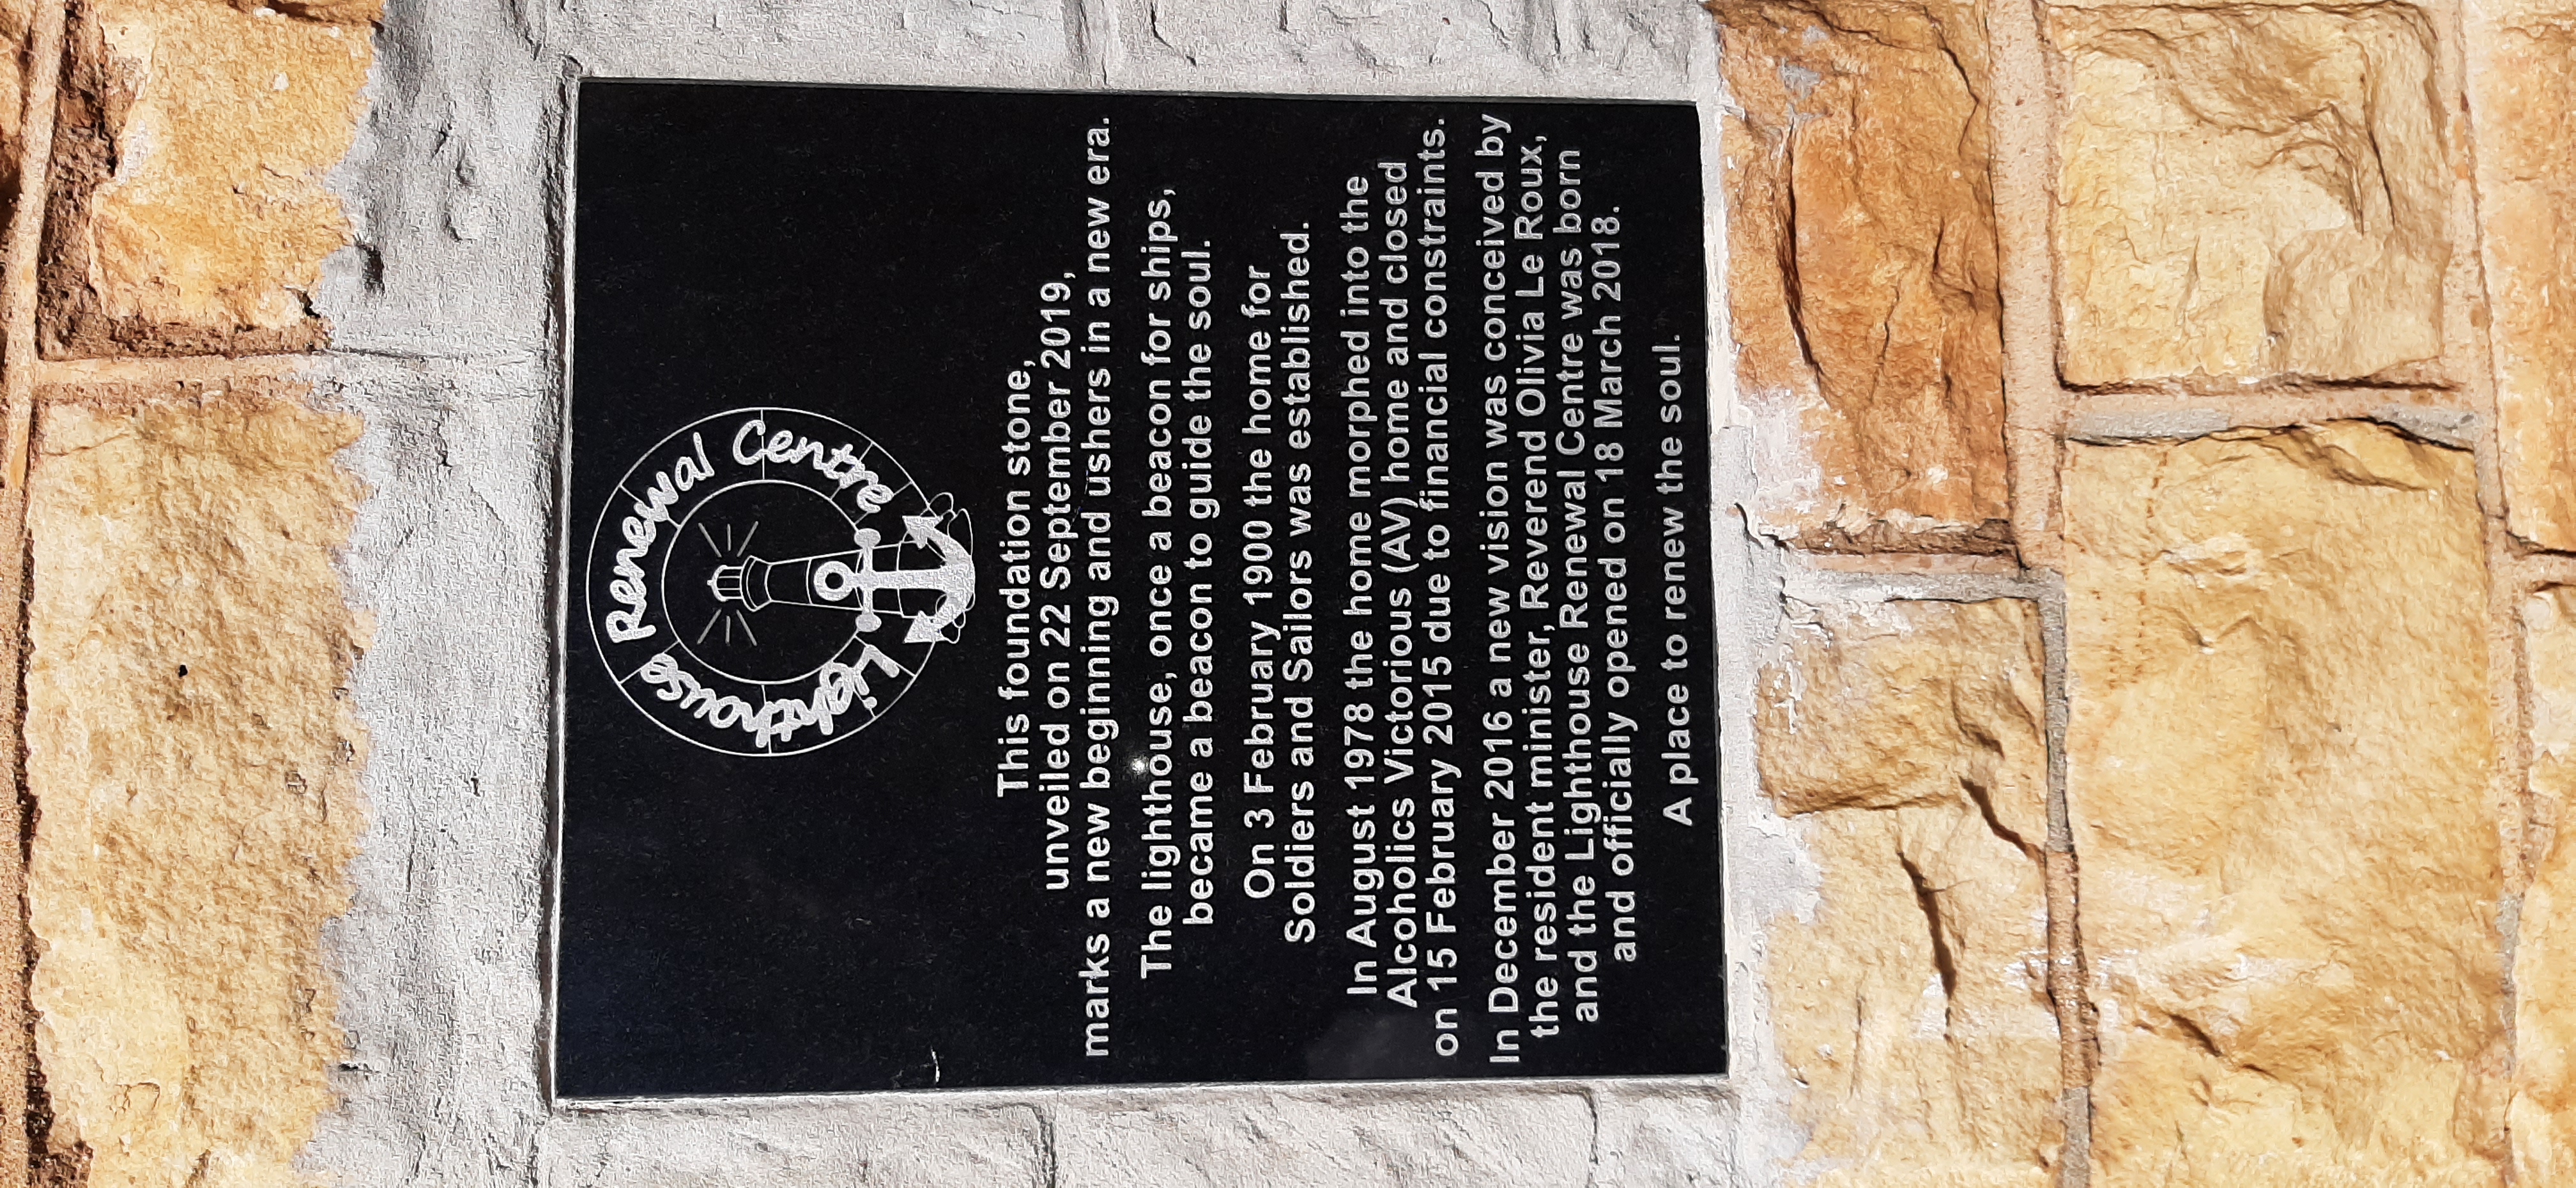 Lighthouse Renewal Centre
This foundation stone,
unveiled on 22 September 2019,
marks a new beginning and ushers in a new era.
The lighthouse, once a beacon for ships,
became a beacon to guide the soul.
On 3 February 1900 the home for
Soldiers and Sailors was established.
In August 1978 the home morphed into the
Alcoholics Victorious (AV) home and closed
on 15 February 2015 due to financial constraints.
In December 2016 a new vision was conceived by
the resident minister, Reverend Olivia Le Roux,
and the Lighthouse Renewal Centre was born
and officially opened on 18 March 2018.
A place to renew the soul.